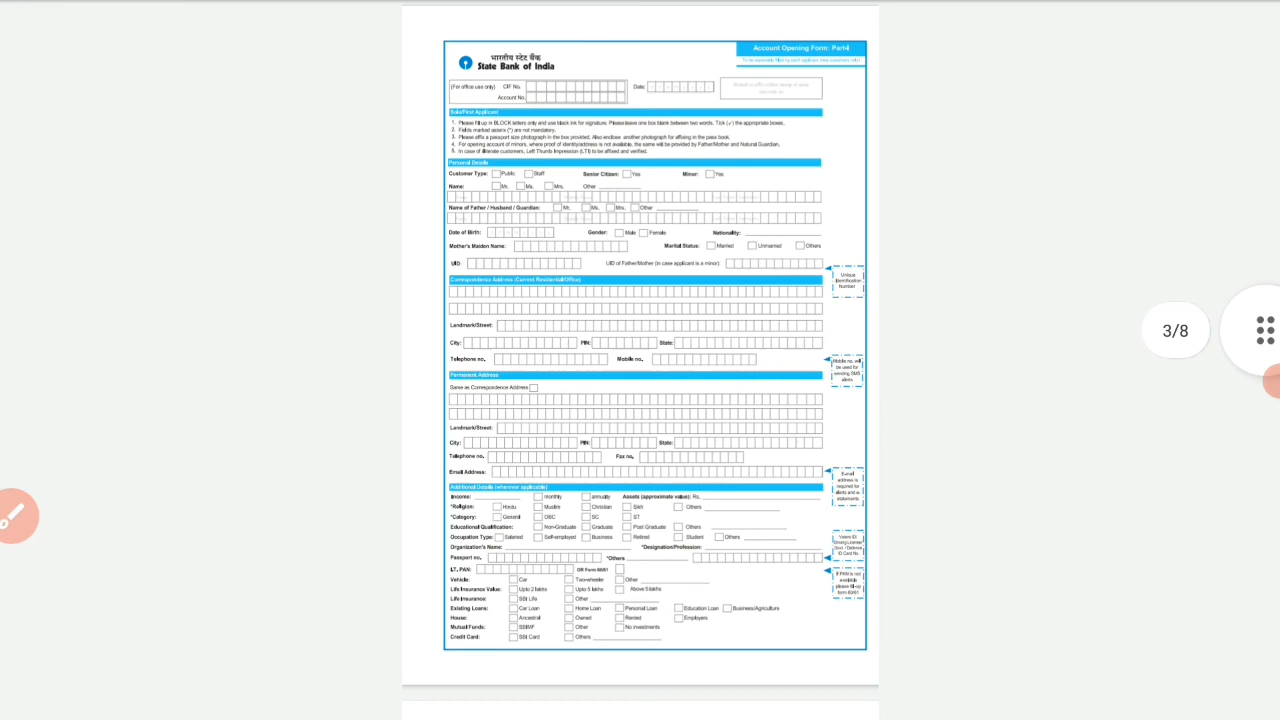 Account Opening Form: Part-I
भारतीय स्टेट बैंक
State Bank of India
(For office use only) CIF No.
Date:
Account No.
Sole/First Applicant
1. Please fill up in BLOCK letters only and use black ink for signature. Please leave one box blank between two words. Tick (✓) the appropriate boxes.
2. Fields marked asterix (*) are not mandatory.
3. Please affix a passport size photograph in the box provided. Also enclose another photograph for affixing in the pass book.
4. For opening account of minors, where proof of identity/address is not available, the same will be provided by Father/Mother and Natural Guardian.
5. In case of illiterate customers, Left Thumb Impression (LTI) to be affixed and verified.
Personal Details
Customer Type: Public Staff Senior Citizen: Yes Minor: Yes
Name: Mr. Ms. Mrs. Other
Name of Father / Husband / Guardian: Mr. Ms. Mrs. Other
Date of Birth: Gender: Male Female Nationality:
Mother's Maiden Name: Marital Status: Married Unmarried Others
UID: UID of Father/Mother (in case applicant is a minor):
Unique
Identification
Number
Correspondence Address (Current Residential/Office)
Landmark/Street:
City: PIN: State:
Telephone no. Mobile no.
Mobile no. will
be used for
sending SMS
alerts
Permanent Address
Same as Correspondence Address
Landmark/Street:
City: PIN: State:
Telephone no. Fax no.
Email Address:
E-mail
address is
required for
alerts and e-
statements
Additional Details (wherever applicable)
Income: monthly annually Assets (approximate value): Rs.
*Religion: Hindu Muslim Christian Sikh Others
*Category: General OBC SC ST
Educational Qualification: Non-Graduate Graduate Post Graduate Others
Occupation Type: Salaried Self-employed Business Retired Student Others
Organization's Name: *Designation/Profession:
Passport no. *Others
Voters ID/
Driving License/
Govt. / Defence
ID Card No.
I.T. PAN: OR Form 60/61
If PAN is not
available
please fill-up
form 60/61
Vehicle: Car Two-wheeler Other
Life Insurance Value: Upto 2 lakhs Upto 5 lakhs Above 5 lakhs
Life Insurance: SBI Life Other
Existing Loans: Car Loan Home Loan Personal Loan Education Loan Business/Agriculture
House: Ancestral Owned Rented Employers
Mutual Funds: SBIMF Other No investments
Credit Card: SBI Card Others
3/8